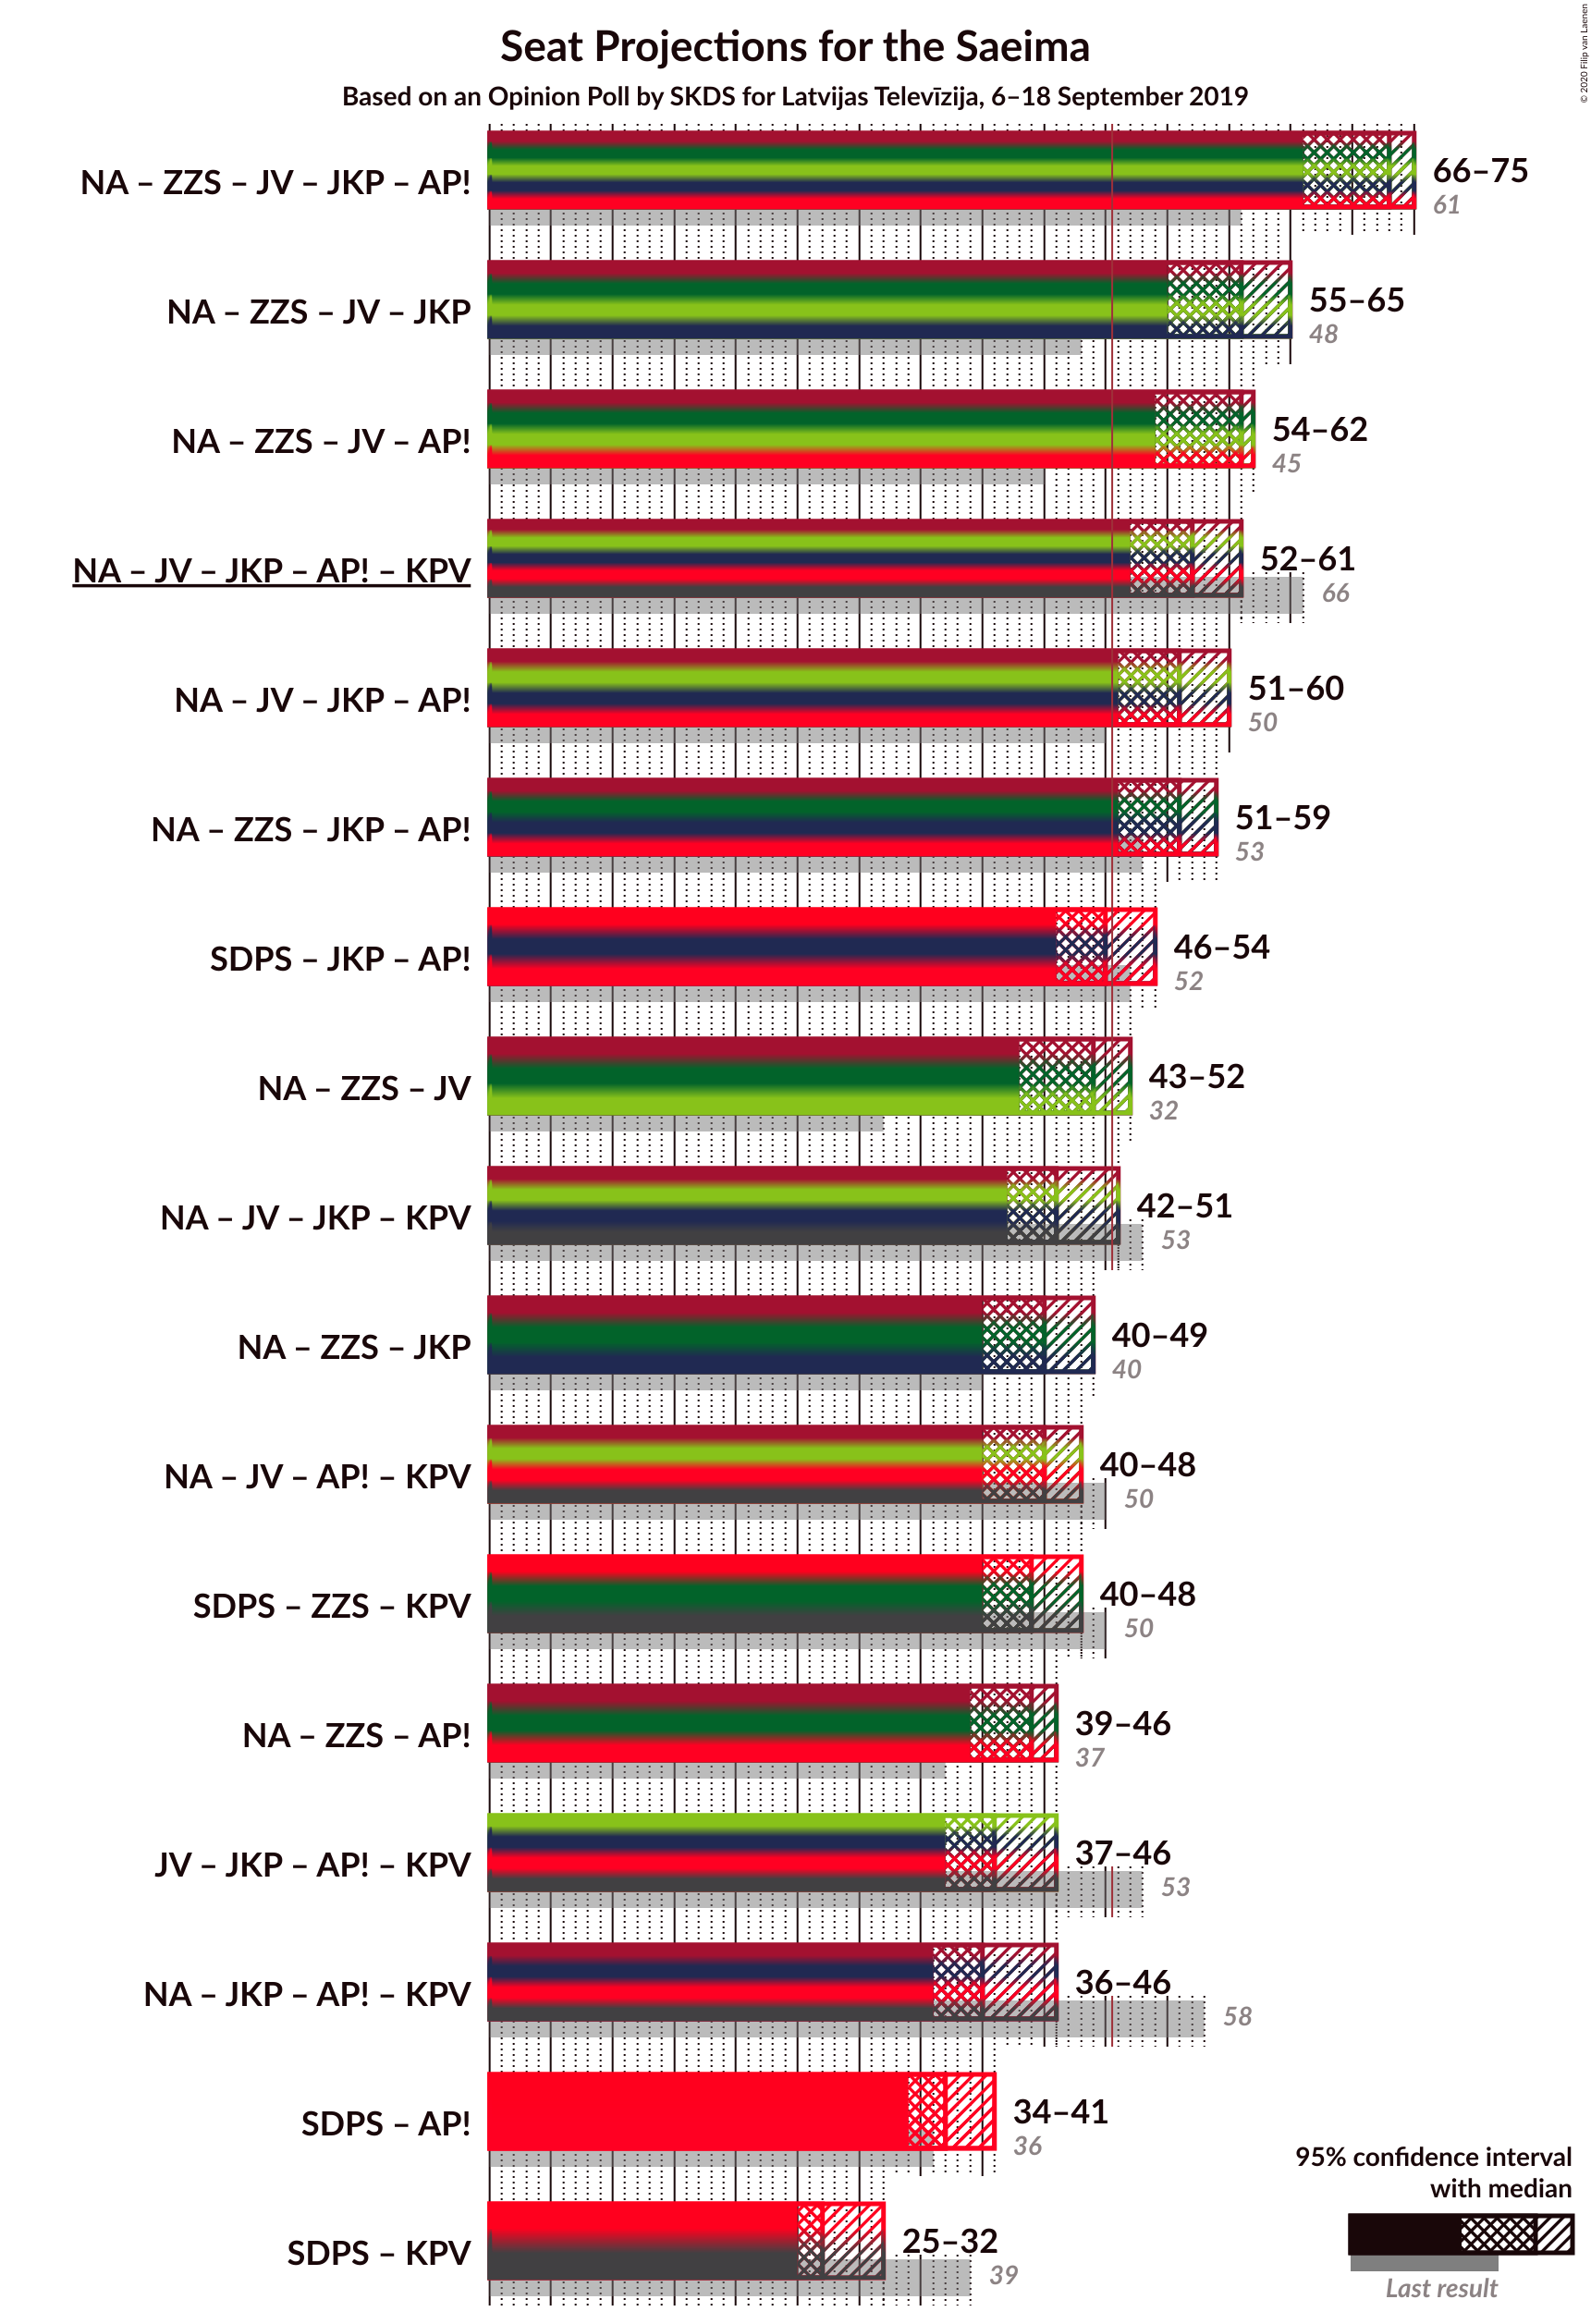 Seat Projections for the Saeima
Based on an Opinion Poll by SKDS for Latvijas Televīzija, 6–18 September 2019
© 2020 Filip van Laenen
NA – ZZS – JV – JKP – AP!
66–75
61
NA – ZZS – JV – JKP
55–65
48
NA – ZZS – JV – AP!
54–62
45
NA – JV – JKP – AP! – KPV
52–61
66
NA – JV – JKP – AP!
51–60
50
NA – ZZS – JKP – AP!
51–59
53
SDPS – JKP – AP!
46–54
52
NA – ZZS – JV
43–52
32
NA – JV – JKP – KPV
42–51
53
NA – ZZS – JKP
40–49
40
NA – JV – AP! – KPV
40–48
50
SDPS – ZZS – KPV
40–48
50
NA – ZZS – AP!
39–46
37
JV – JKP – AP! – KPV
37–46
53
NA – JKP – AP! – KPV
36–46
58
SDPS – AP!
34–41
36
SDPS – KPV
25–32
39
95% confidence interval
with median
Last result